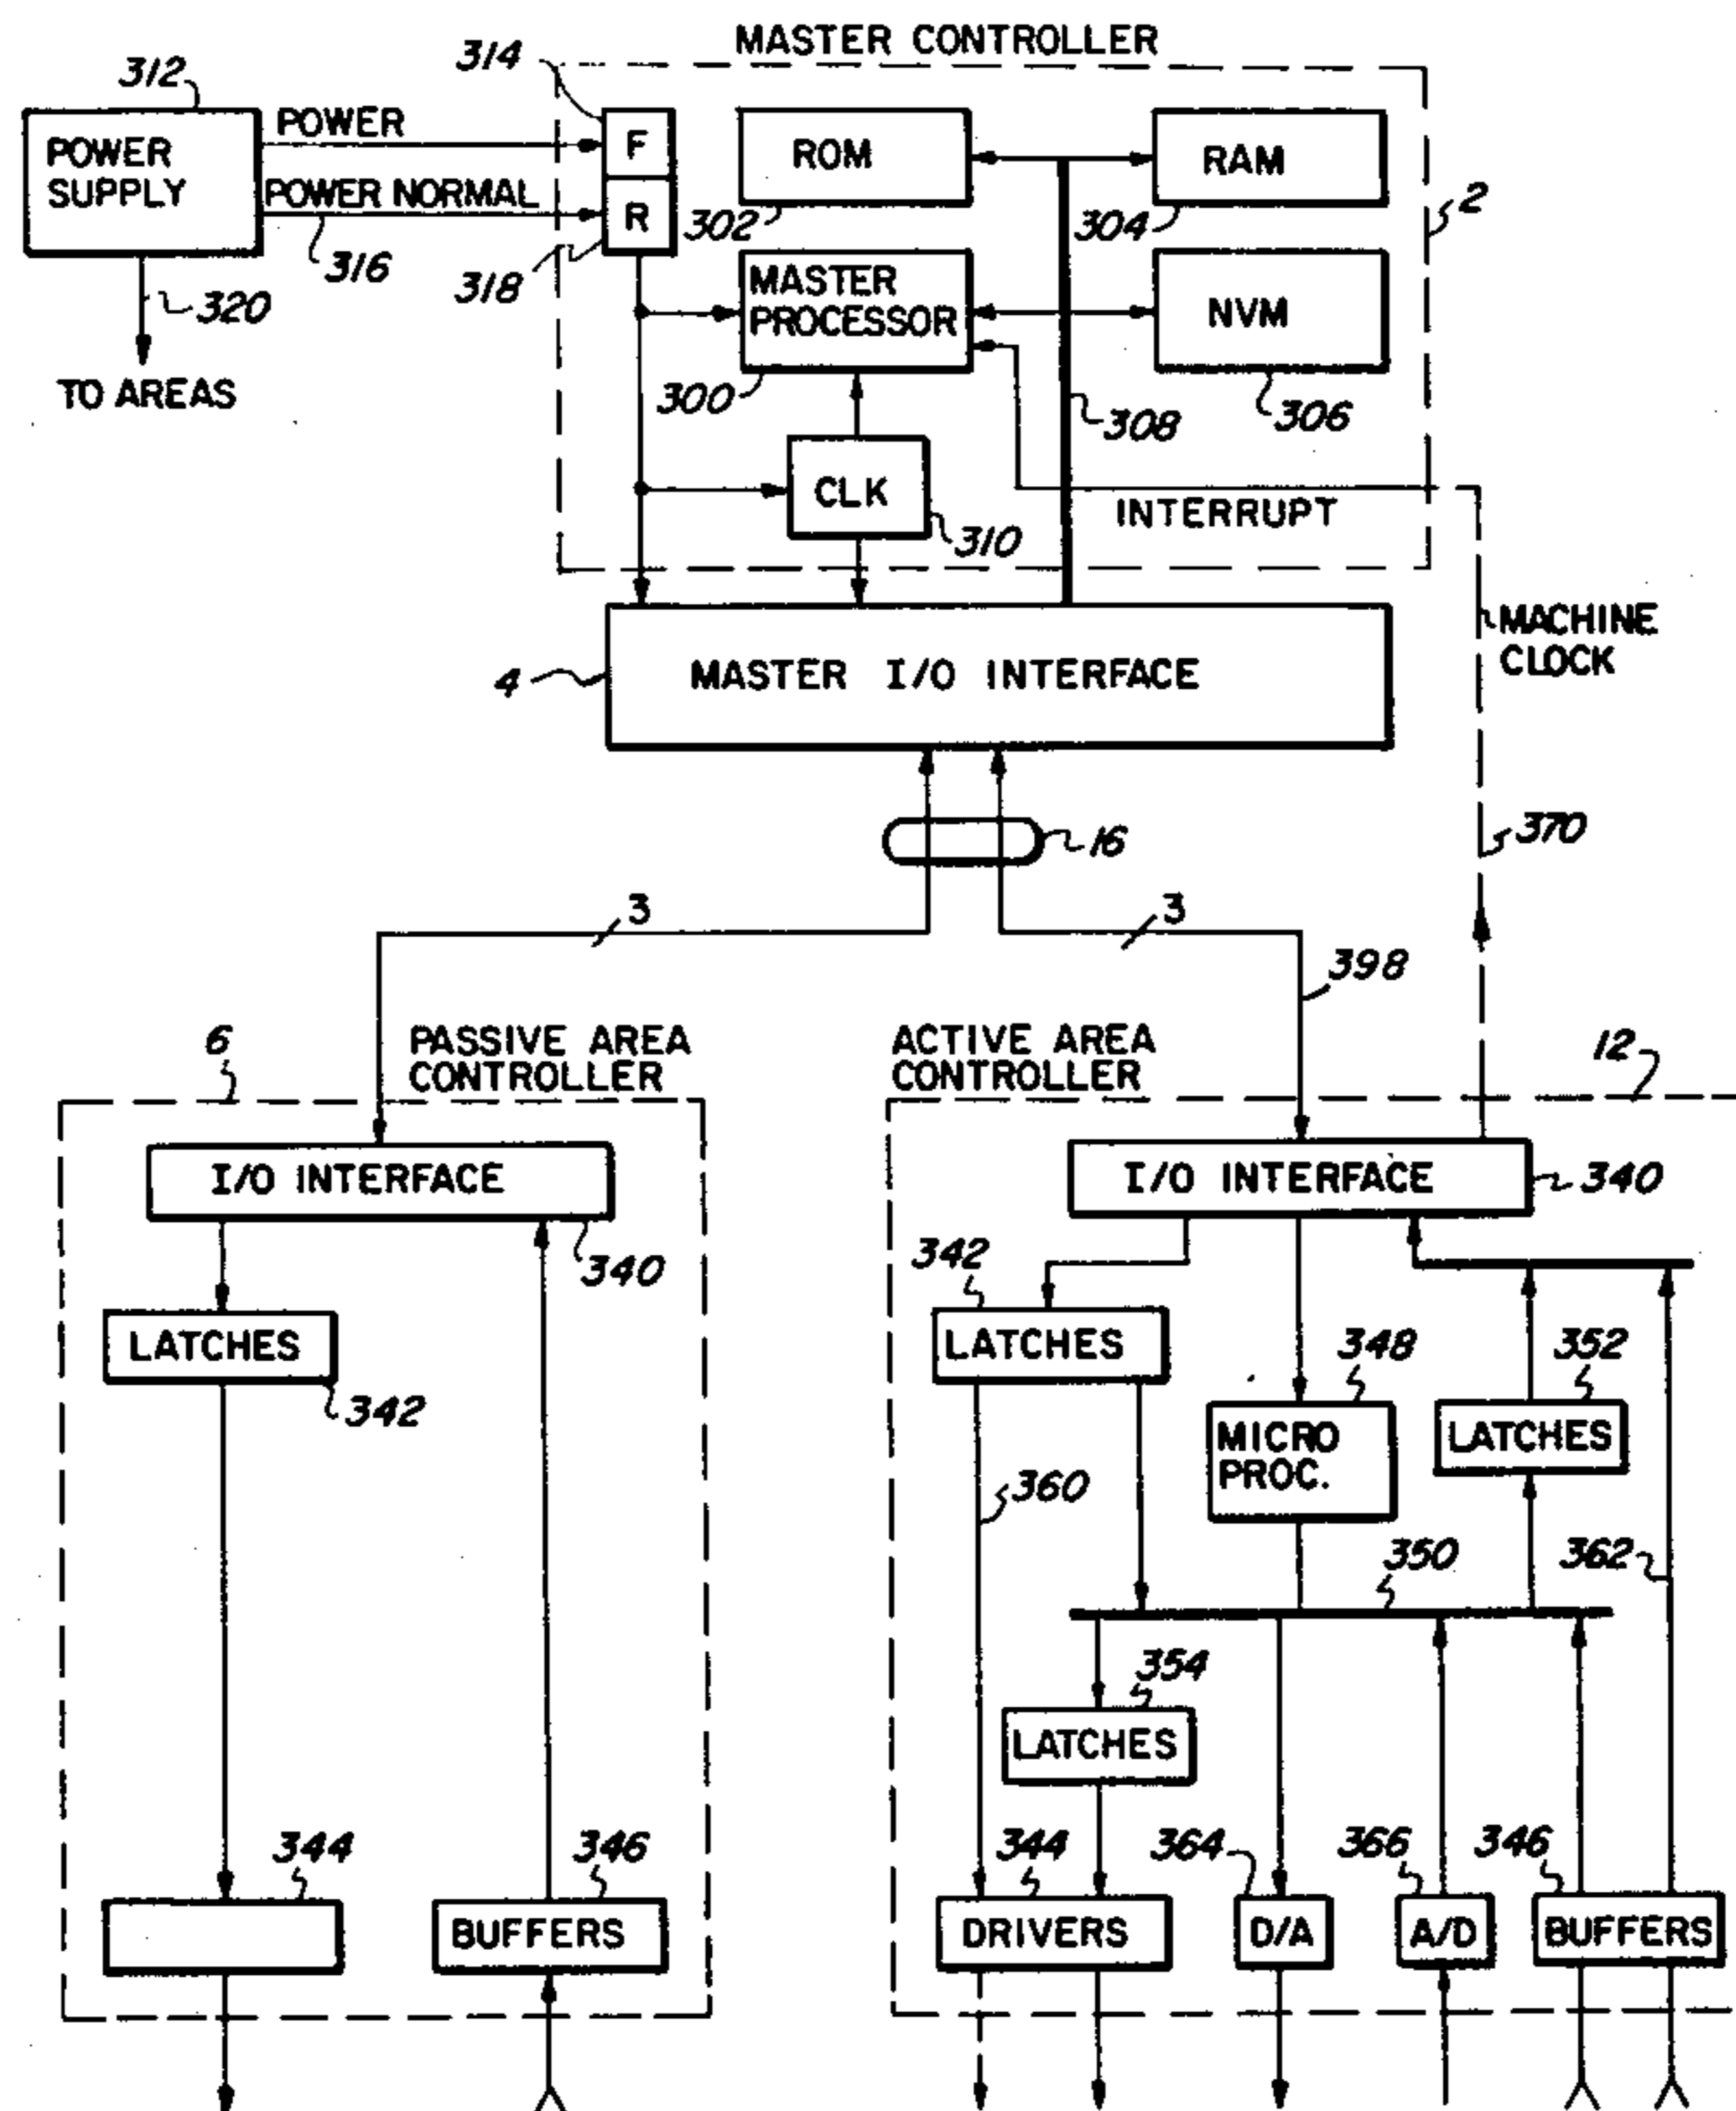 MASTER CONTROLLER
312
314
POWER SUPPLY
POWER
POWER NORMAL
F
R
ROM
RAM
302
304
2
316
318
320
TO AREAS
MASTER PROCESSOR
NVM
300
306
308
CLK
310
INTERRUPT
MACHINE CLOCK
4
MASTER I/O INTERFACE
16
370
3
3
398
6
PASSIVE AREA CONTROLLER
ACTIVE AREA CONTROLLER
12
I/O INTERFACE
340
I/O INTERFACE
340
LATCHES
342
342
LATCHES
348
MICRO PROC.
352
LATCHES
360
350
362
354
LATCHES
344
346
BUFFERS
344
DRIVERS
364
D/A
366
A/D
346
BUFFERS